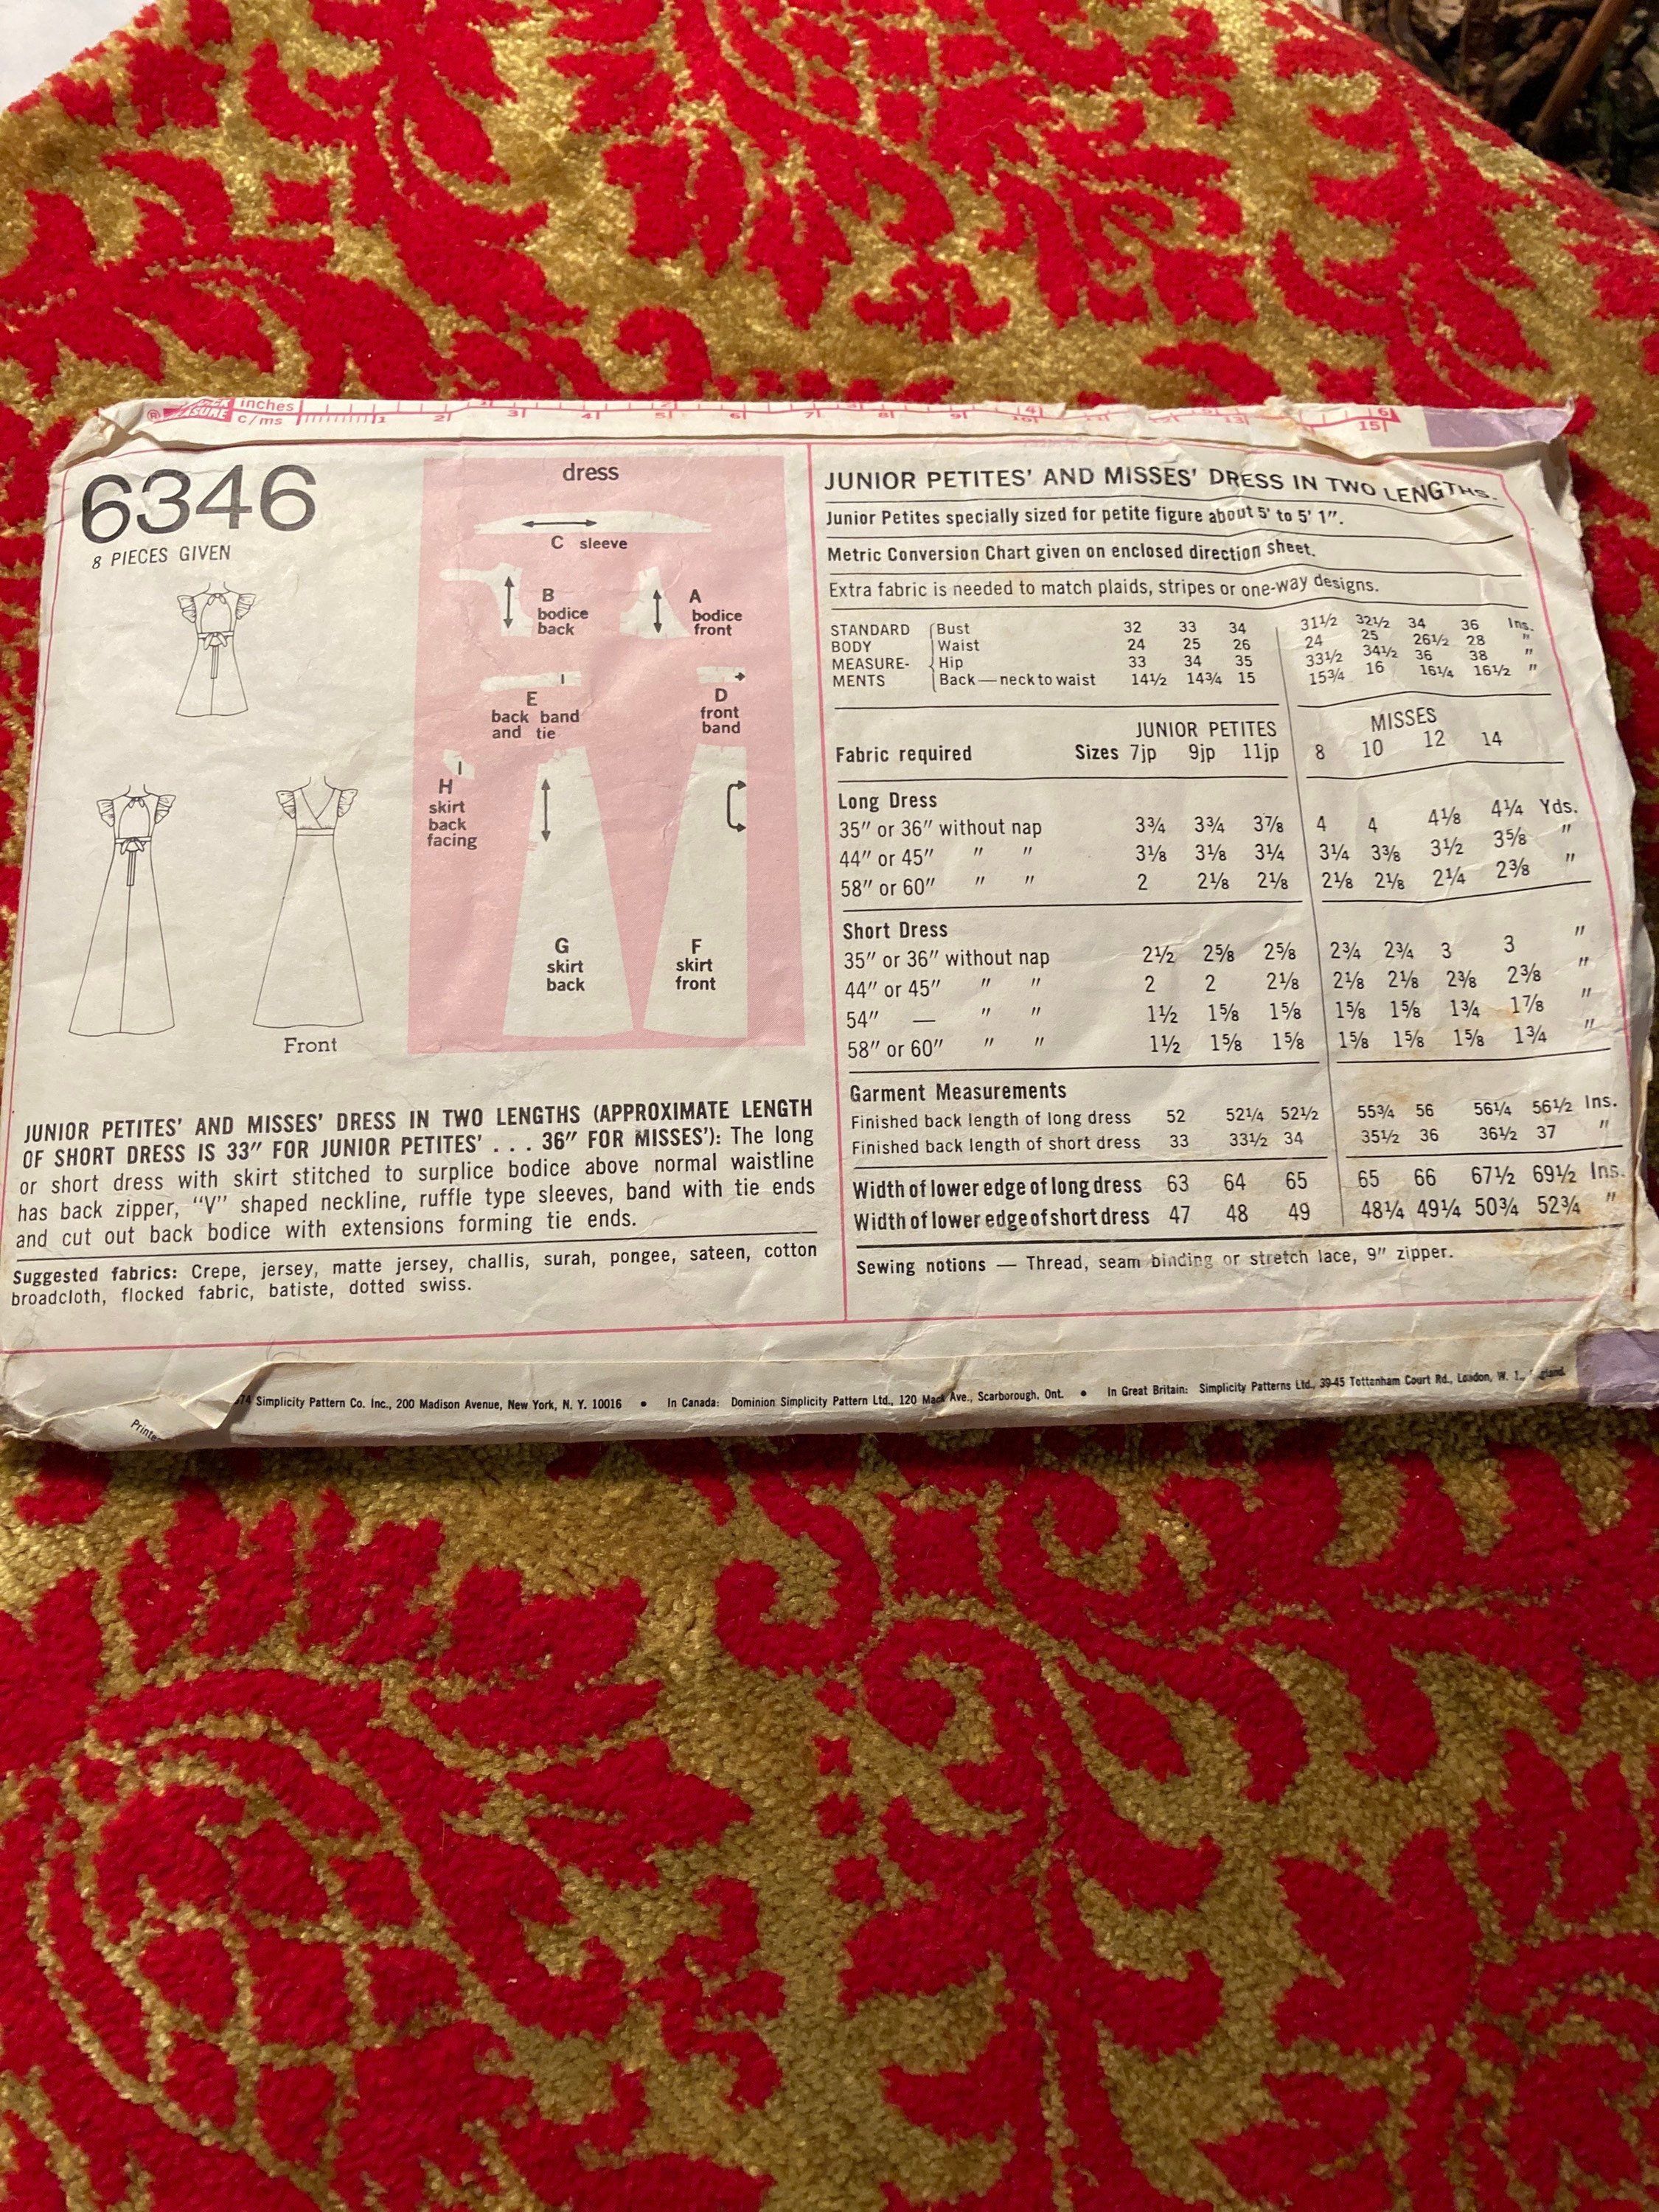 inches
c/ms
1 2 3 4 5 6 7 8 9 10 11 12 13 15
6346
8 PIECES GIVEN
Front
dress
C sleeve
B
bodice
back
A
bodice
front
E
back band
and tie
D
front
band
H
skirt
back
facing
G
skirt
back
F
skirt
front
JUNIOR PETITES' AND MISSES' DRESS IN TWO LENGTHS (APPROXIMATE LENGTH
OF SHORT DRESS IS 33" FOR JUNIOR PETITES' . . . 36" FOR MISSES'): The long
or short dress with skirt stitched to surplice bodice above normal waistline
has back zipper, "V" shaped neckline, ruffle type sleeves, band with tie ends
and cut out back bodice with extensions forming tie ends.
Suggested fabrics: Crepe, jersey, matte jersey, challis, surah, pongee, sateen, cotton
broadcloth, flocked fabric, batiste, dotted swiss.
JUNIOR PETITES' AND MISSES' DRESS IN TWO LENGTHS.
Junior Petites specially sized for petite figure about 5' to 5' 1".
Metric Conversion Chart given on enclosed direction sheet.
Extra fabric is needed to match plaids, stripes or one-way designs.
STANDARD Bust 32 33 34 31½ 32½ 34 36 Ins.
BODY Waist 24 25 26 24 25 26½ 28 "
MEASURE- Hip 33 34 35 33½ 34½ 36 38 "
MENTS Back — neck to waist 14½ 14¾ 15 15¾ 16 16¼ 16½ "
JUNIOR PETITES MISSES
Fabric required Sizes 7jp 9jp 11jp 8 10 12 14
Long Dress
35" or 36" without nap 3¾ 3¾ 3⅞ 4 4 4⅛ 4¼ Yds.
44" or 45" " " 3⅛ 3⅛ 3¼ 3¼ 3⅜ 3½ 3⅝ "
58" or 60" " " 2 2⅛ 2⅛ 2⅛ 2⅛ 2¼ 2⅜ "
Short Dress
35" or 36" without nap 2½ 2⅝ 2⅝ 2¾ 2¾ 3 3 "
44" or 45" " " 2 2 2⅛ 2⅛ 2⅛ 2⅜ 2⅜ "
54" — " " 1½ 1⅝ 1⅝ 1⅝ 1⅝ 1¾ 1⅞ "
58" or 60" " " 1½ 1⅝ 1⅝ 1⅝ 1⅝ 1⅝ 1¾ "
Garment Measurements
Finished back length of long dress 52 52¼ 52½ 55¾ 56 56¼ 56½ Ins.
Finished back length of short dress 33 33½ 34 35½ 36 36½ 37 "
Width of lower edge of long dress 63 64 65 65 66 67½ 69½ Ins.
Width of lower edge of short dress 47 48 49 48¼ 49¼ 50¾ 52¾ "
Sewing notions — Thread, seam binding or stretch lace, 9" zipper.
74 Simplicity Pattern Co. Inc., 200 Madison Avenue, New York, N. Y. 10016 • In Canada: Dominion Simplicity Pattern Ltd., 120 Mack Ave., Scarborough, Ont. • In Great Britain: Simplicity Patterns Ltd., 39-45 Tottenham Court Rd., London, W. 1.,